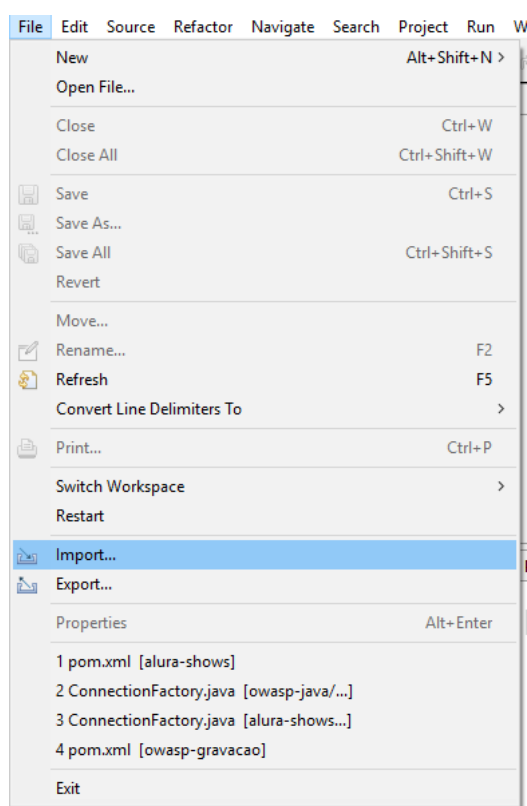 File Edit Source Refactor Navigate Search Project Run W
New Alt+Shift+N >
Open File...
Close Ctrl+W
Close All Ctrl+Shift+W
Save Ctrl+S
Save As...
Save All Ctrl+Shift+S
Revert
Move...
Rename... F2
Refresh F5
Convert Line Delimiters To >
Print... Ctrl+P
Switch Workspace >
Restart
Import...
Export...
Properties Alt+Enter
1 pom.xml [alura-shows]
2 ConnectionFactory.java [owasp-java/...]
3 ConnectionFactory.java [alura-shows...]
4 pom.xml [owasp-gravacao]
Exit